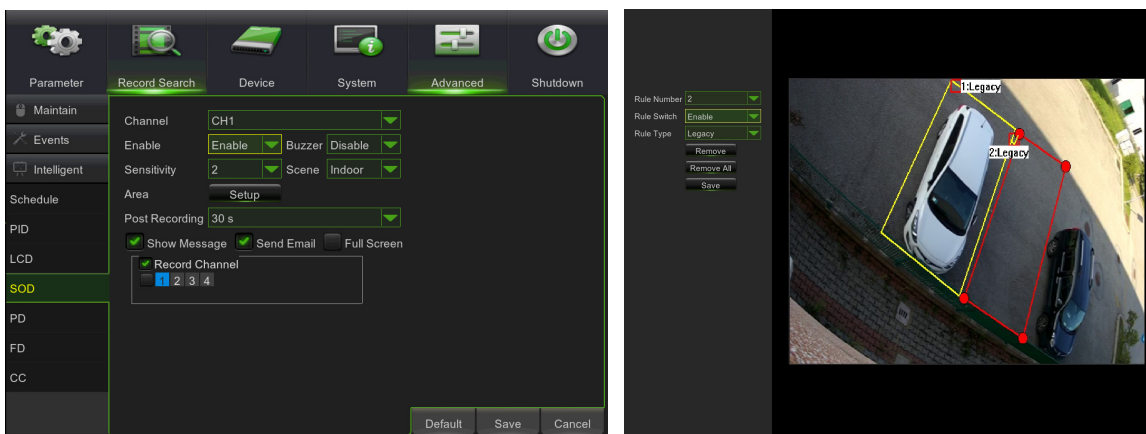 Parameter Record Search Device System Advanced Shutdown
Maintain
Events
Intelligent
Schedule
PID
LCD
SOD
PD
FD
CC
Channel CH1
Enable Enable Buzzer Disable
Sensitivity 2 Scene Indoor
Area Setup
Post Recording 30 s
Show Message Send Email Full Screen
Record Channel
1 2 3 4
Default Save Cancel
Rule Number 2
Rule Switch Enable
Rule Type Legacy
Remove
Remove All
Save
1:Legacy
2:Legacy